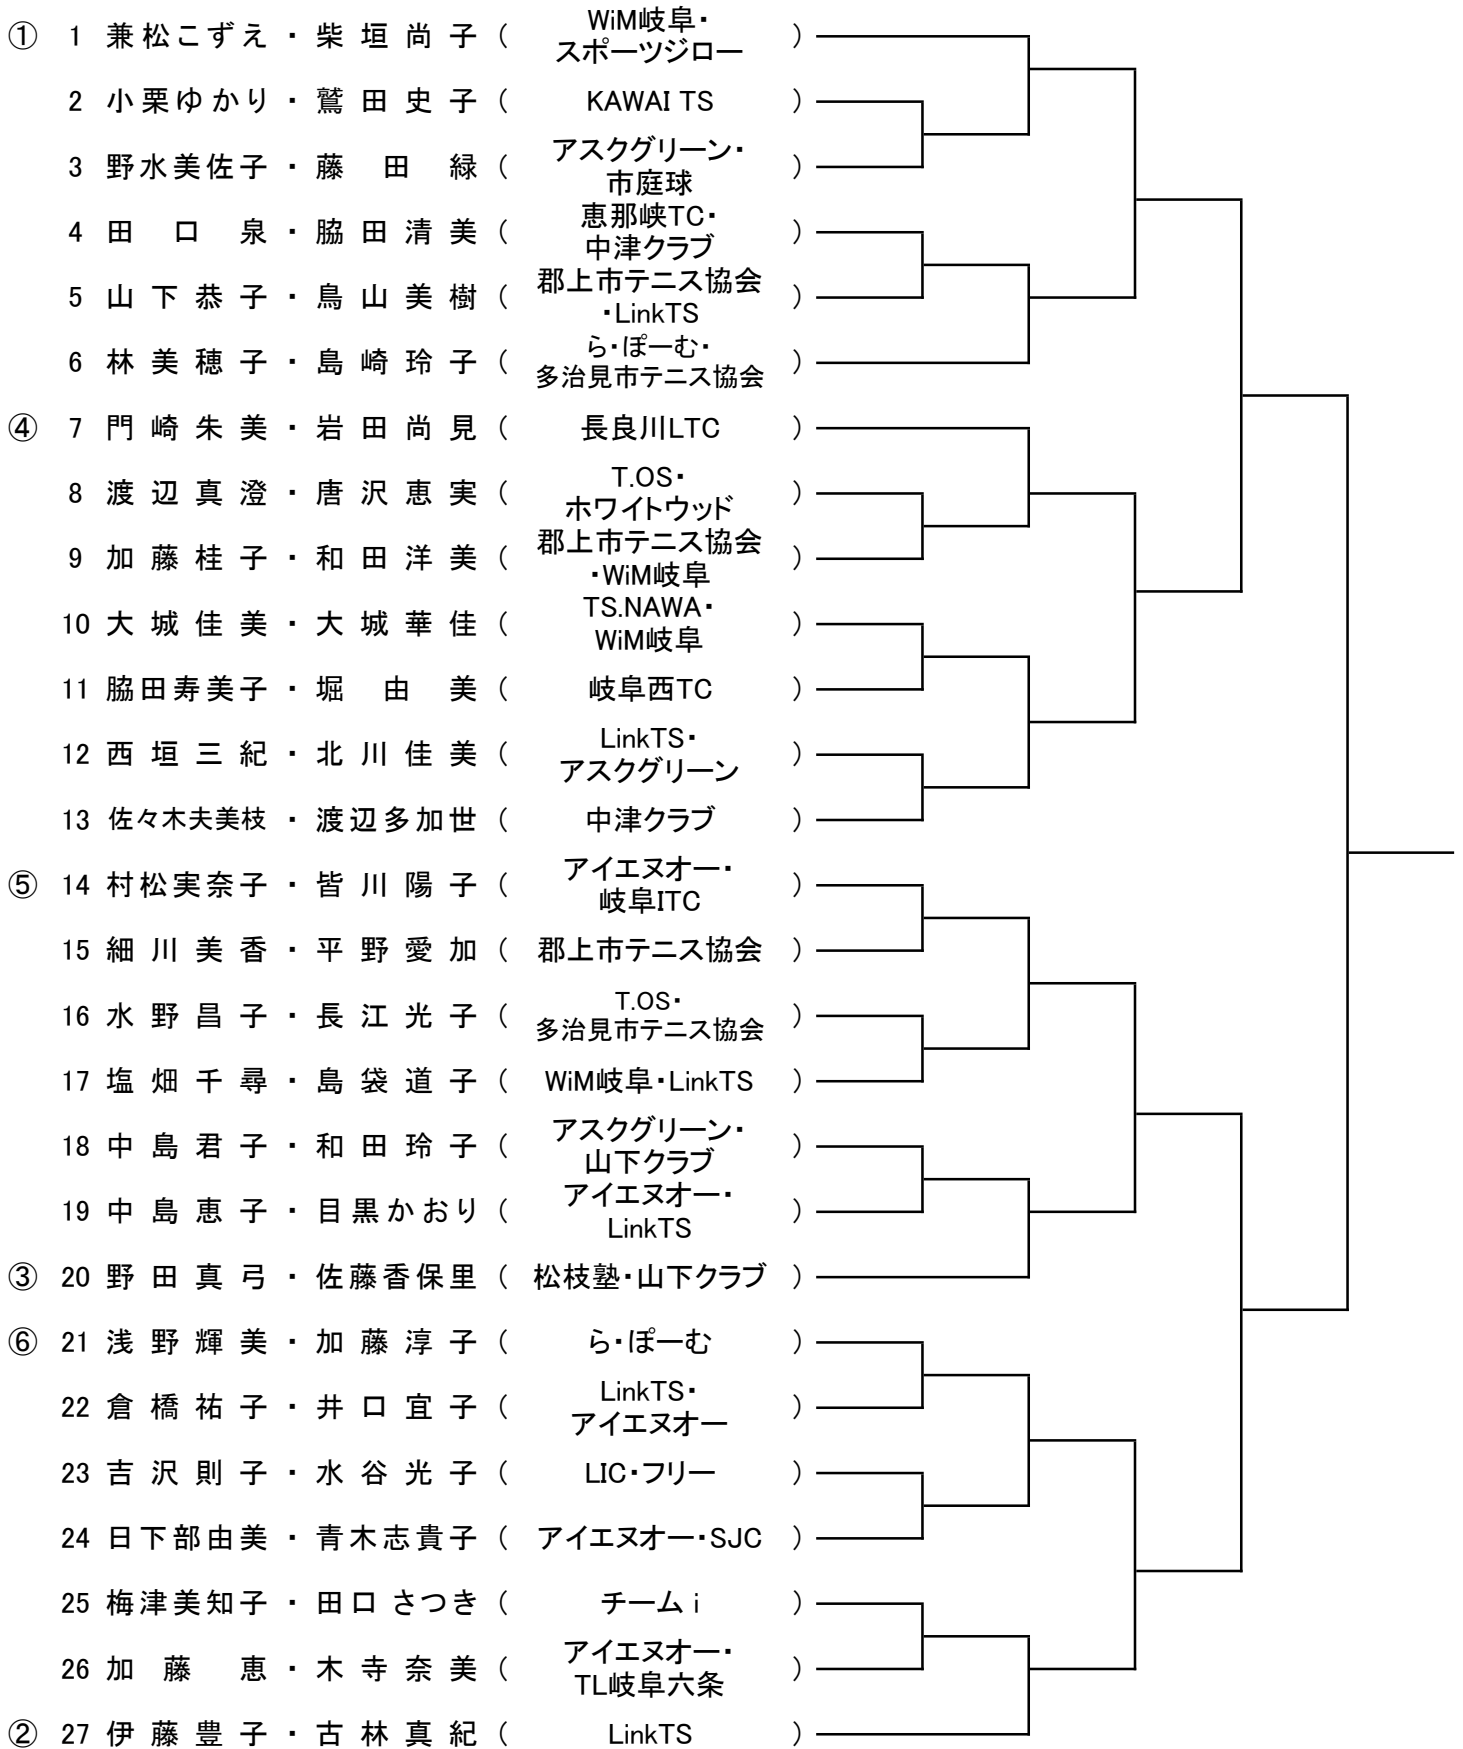 ① 1 兼松こずえ・柴垣尚子（ WiM岐阜・
スポーツジロー ）
2 小栗ゆかり・鷲田史子（ KAWAI TS ）
3 野水美佐子・藤田緑（ アスクグリーン・
市庭球 ）
4 田口泉・脇田清美（ 恵那峡TC・
中津クラブ ）
5 山下恭子・鳥山美樹（ 郡上市テニス協会
・LinkTS ）
6 林美穂子・島崎玲子（ ら・ぽーむ・
多治見市テニス協会 ）
④ 7 門崎朱美・岩田尚見（ 長良川LTC ）
8 渡辺真澄・唐沢恵実（ T.OS・
ホワイトウッド ）
9 加藤桂子・和田洋美（ 郡上市テニス協会
・WiM岐阜 ）
10 大城佳美・大城華佳（ TS.NAWA・
WiM岐阜 ）
11 脇田寿美子・堀由美（ 岐阜西TC ）
12 西垣三紀・北川佳美（ LinkTS・
アスクグリーン ）
13 佐々木夫美枝・渡辺多加世（ 中津クラブ ）
⑤ 14 村松実奈子・皆川陽子（ アイエヌオー・
岐阜ITC ）
15 細川美香・平野愛加（ 郡上市テニス協会 ）
16 水野昌子・長江光子（ T.OS・
多治見市テニス協会 ）
17 塩畑千尋・島袋道子（ WiM岐阜・LinkTS ）
18 中島君子・和田玲子（ アスクグリーン・
山下クラブ ）
19 中島恵子・目黒かおり（ アイエヌオー・
LinkTS ）
③ 20 野田真弓・佐藤香保里（ 松枝塾・山下クラブ ）
⑥ 21 浅野輝美・加藤淳子（ ら・ぽーむ ）
22 倉橋祐子・井口宜子（ LinkTS・
アイエヌオー ）
23 吉沢則子・水谷光子（ LIC・フリー ）
24 日下部由美・青木志貴子（ アイエヌオー・SJC ）
25 梅津美知子・田口 さつき（ チーム i ）
26 加藤恵・木寺奈美（ アイエヌオー・
TL岐阜六条 ）
② 27 伊藤豊子・古林真紀（ LinkTS ）